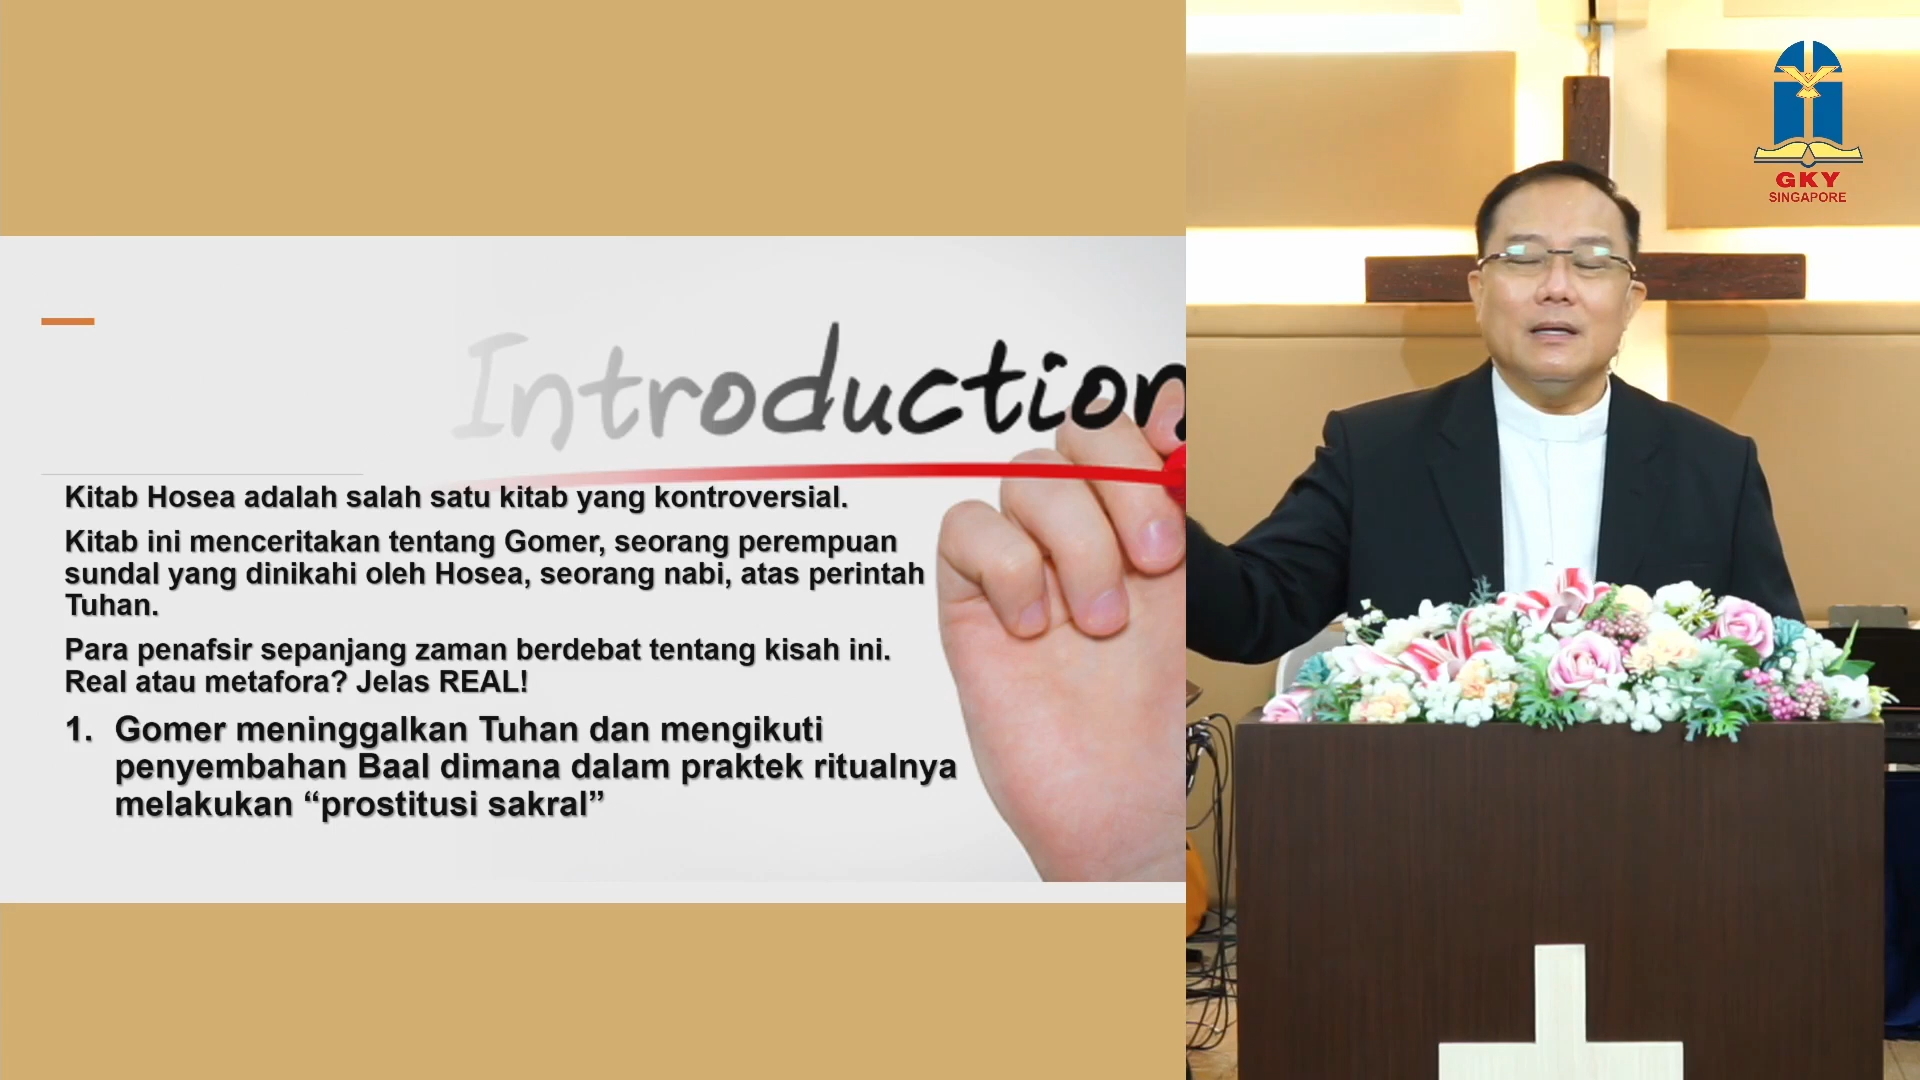 Introduction
Kitab Hosea adalah salah satu kitab yang kontroversial.
Kitab ini menceritakan tentang Gomer, seorang perempuan
sundal yang dinikahi oleh Hosea, seorang nabi, atas perintah
Tuhan.
Para penafsir sepanjang zaman berdebat tentang kisah ini.
Real atau metafora? Jelas REAL!
1. Gomer meninggalkan Tuhan dan mengikuti
penyembahan Baal dimana dalam praktek ritualnya
melakukan “prostitusi sakral”
GKY
SINGAPORE